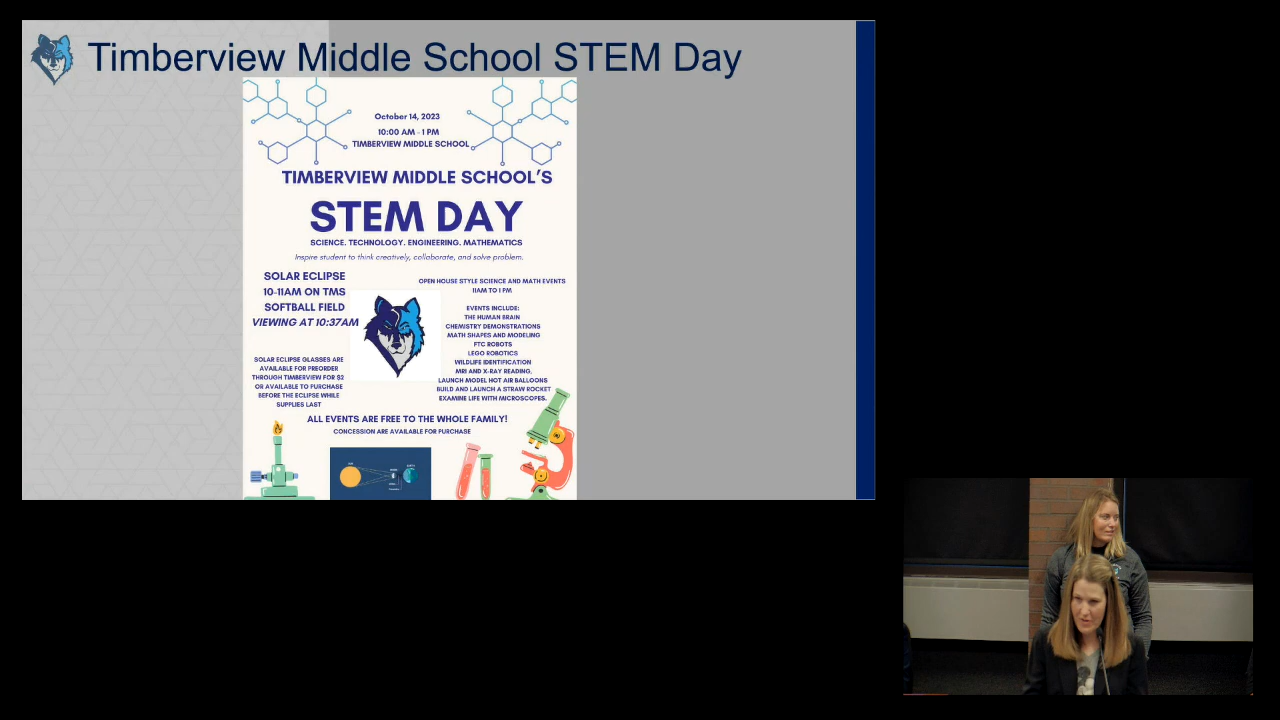 Timberview Middle School STEM Day
October 14, 2023
10:00 AM - 1 PM
TIMBERVIEW MIDDLE SCHOOL
TIMBERVIEW MIDDLE SCHOOL'S
STEM DAY
SCIENCE. TECHNOLOGY. ENGINEERING. MATHEMATICS
Inspire student to think creatively, collaborate, and solve problem.
SOLAR ECLIPSE
10-11AM ON TMS
SOFTBALL FIELD
VIEWING AT 10:37AM
SOLAR ECLIPSE GLASSES ARE
AVAILABLE FOR PREORDER
THROUGH TIMBERVIEW FOR $2
OR AVAILABLE TO PURCHASE
BEFORE THE ECLIPSE WHILE
SUPPLIES LAST
OPEN HOUSE STYLE SCIENCE AND MATH EVENTS
11AM TO 1 PM
EVENTS INCLUDE:
THE HUMAN BRAIN
CHEMISTRY DEMONSTRATIONS
MATH SHAPES AND MODELING
FTC ROBOTS
LEGO ROBOTICS
WILDLIFE IDENTIFICATION
MRI AND X-RAY READING,
LAUNCH MODEL HOT AIR BALLOONS
BUILD AND LAUNCH A STRAW ROCKET
EXAMINE LIFE WITH MICROSCOPES.
ALL EVENTS ARE FREE TO THE WHOLE FAMILY!
CONCESSION ARE AVAILABLE FOR PURCHASE